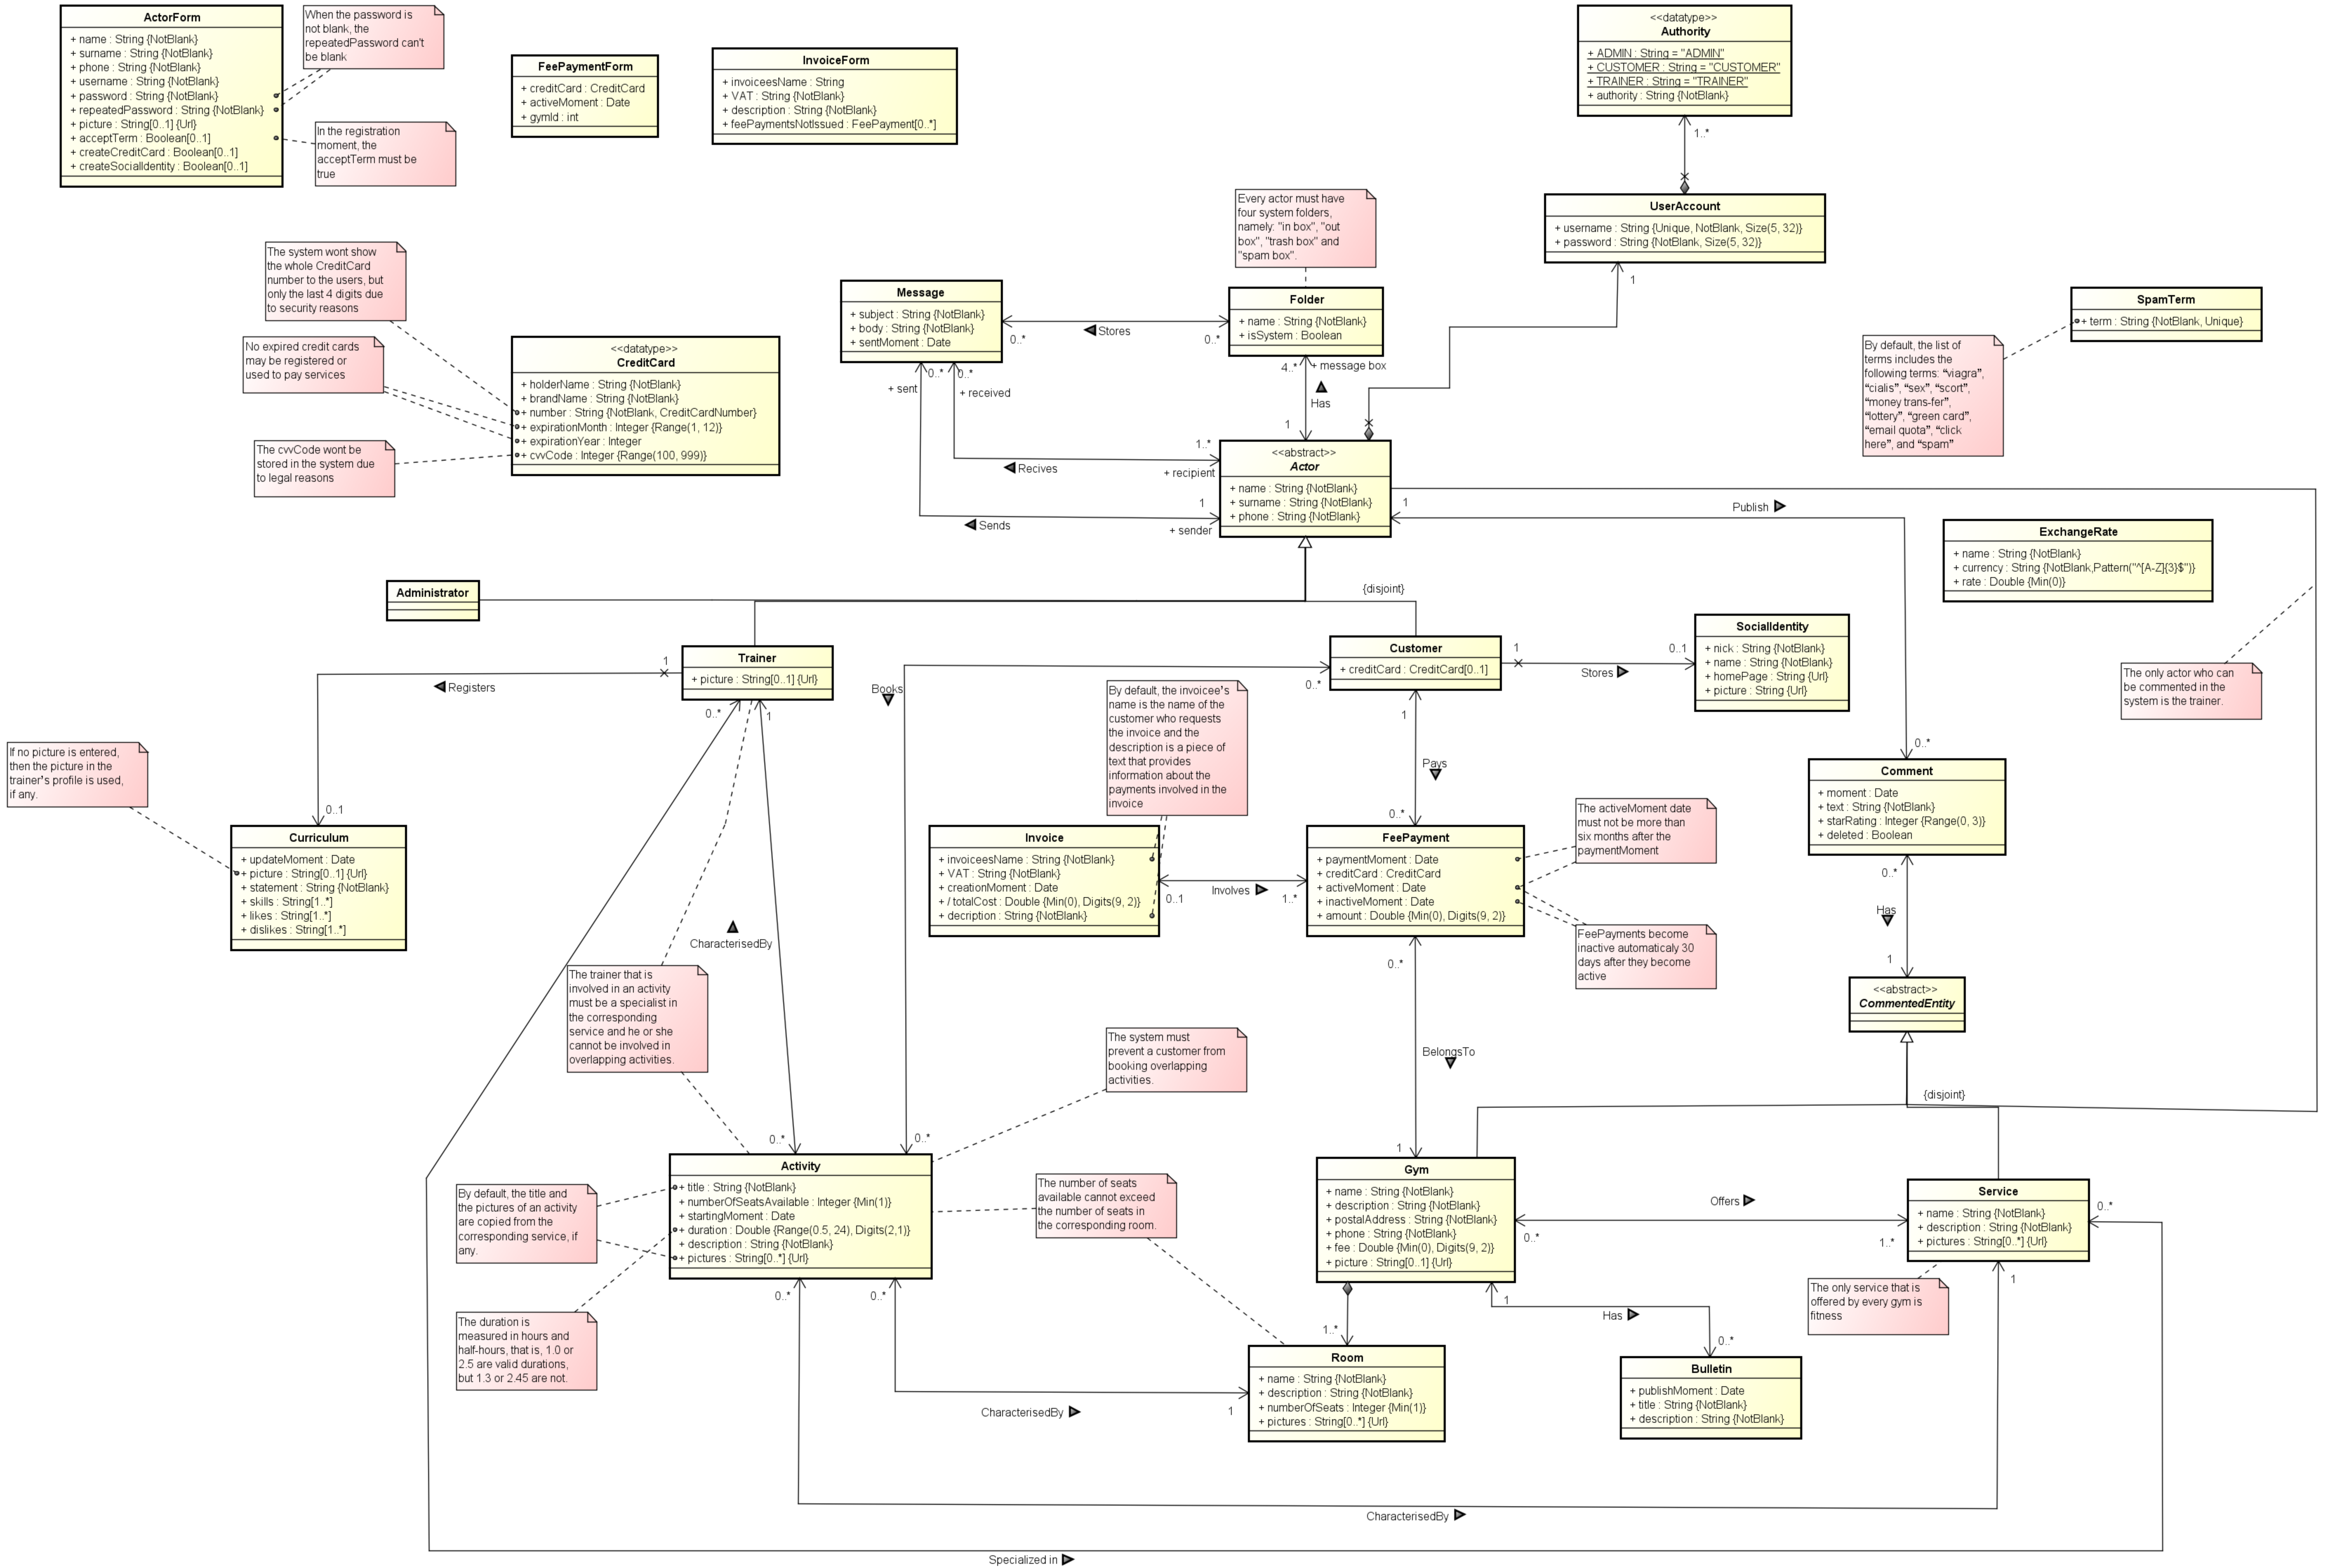 ActorForm
+ name : String {NotBlank}
+ surname : String {NotBlank}
+ phone : String {NotBlank}
+ username : String {NotBlank}
+ password : String {NotBlank}
+ repeatedPassword : String {NotBlank}
+ picture : String[0..1] {Url}
+ acceptTerm : Boolean[0..1]
+ createCreditCard : Boolean[0..1]
+ createSocialIdentity : Boolean[0..1]
When the password is
not blank, the
repeatedPassword can't
be blank
In the registration
moment, the
acceptTerm must be
true
FeePaymentForm
+ creditCard : CreditCard
+ activeMoment : Date
+ gymId : int
InvoiceForm
+ invoiceesName : String
+ VAT : String {NotBlank}
+ description : String {NotBlank}
+ feePaymentsNotIssued : FeePayment[0..*]
<<datatype>>
Authority
+ ADMIN : String = "ADMIN"
+ CUSTOMER : String = "CUSTOMER"
+ TRAINER : String = "TRAINER"
+ authority : String {NotBlank}
1..*
UserAccount
+ username : String {Unique, NotBlank, Size(5, 32)}
+ password : String {NotBlank, Size(5, 32)}
1
Every actor must have
four system folders,
namely: "in box", "out
box", "trash box" and
"spam box".
The system wont show
the whole CreditCard
number to the users, but
only the last 4 digits due
to security reasons
No expired credit cards
may be registered or
used to pay services
The cvvCode wont be
stored in the system due
to legal reasons
<<datatype>>
CreditCard
+ holderName : String {NotBlank}
+ brandName : String {NotBlank}
+ number : String {NotBlank, CreditCardNumber}
+ expirationMonth : Integer {Range(1, 12)}
+ expirationYear : Integer
+ cvvCode : Integer {Range(100, 999)}
Message
+ subject : String {NotBlank}
+ body : String {NotBlank}
+ sentMoment : Date
0..*
Stores
0..*
Folder
+ name : String {NotBlank}
+ isSystem : Boolean
4..*
+ message box
Has
1
SpamTerm
+ term : String {NotBlank, Unique}
By default, the list of
terms includes the
following terms: “viagra”,
“cialis”, “sex”, “scort”,
“money trans-fer”,
“lottery”, “green card”,
“email quota”, “click
here”, and “spam”
0..*
0..*
+ sent
+ received
1..*
Recives
+ recipient
1
Sends
+ sender
<<abstract>>
Actor
+ name : String {NotBlank}
+ surname : String {NotBlank}
+ phone : String {NotBlank}
1
Publish
ExchangeRate
+ name : String {NotBlank}
+ currency : String {NotBlank,Pattern("^[A-Z]{3}$")}
+ rate : Double {Min(0)}
Administrator
{disjoint}
Trainer
+ picture : String[0..1] {Url}
1
Registers
0..1
0..*
1
Books
Customer
+ creditCard : CreditCard[0..1]
0..*
1
Stores
0..1
SocialIdentity
+ nick : String {NotBlank}
+ name : String {NotBlank}
+ homePage : String {Url}
+ picture : String {Url}
The only actor who can
be commented in the
system is the trainer.
By default, the invoicee's
name is the name of the
customer who requests
the invoice and the
description is a piece of
text that provides
information about the
payments involved in the
invoice
1
Pays
0..*
0..*
If no picture is entered,
then the picture in the
trainer's profile is used,
if any.
Curriculum
+ updateMoment : Date
+ picture : String[0..1] {Url}
+ statement : String {NotBlank}
+ skills : String[1..*]
+ likes : String[1..*]
+ dislikes : String[1..*]
Invoice
+ invoiceesName : String {NotBlank}
+ VAT : String {NotBlank}
+ creationMoment : Date
+ / totalCost : Double {Min(0), Digits(9, 2)}
+ decription : String {NotBlank}
0..1
Involves
1..*
FeePayment
+ paymentMoment : Date
+ creditCard : CreditCard
+ activeMoment : Date
+ inactiveMoment : Date
+ amount : Double {Min(0), Digits(9, 2)}
The activeMoment date
must not be more than
six months after the
paymentMoment
FeePayments become
inactive automaticaly 30
days after they become
active
Comment
+ moment : Date
+ text : String {NotBlank}
+ starRating : Integer {Range(0, 3)}
+ deleted : Boolean
0..*
Has
1
<<abstract>>
CommentedEntity
{disjoint}
CharacterisedBy
The trainer that is
involved in an activity
must be a specialist in
the corresponding
service and he or she
cannot be involved in
overlapping activities.
The system must
prevent a customer from
booking overlapping
activities.
0..*
BelongsTo
1
0..*
0..*
Activity
+ title : String {NotBlank}
+ numberOfSeatsAvailable : Integer {Min(1)}
+ startingMoment : Date
+ duration : Double {Range(0.5, 24), Digits(2,1)}
+ description : String {NotBlank}
+ pictures : String[0..*] {Url}
By default, the title and
the pictures of an activity
are copied from the
corresponding service, if
any.
The duration is
measured in hours and
half-hours, that is, 1.0 or
2.5 are valid durations,
but 1.3 or 2.45 are not.
The number of seats
available cannot exceed
the number of seats in
the corresponding room.
Gym
+ name : String {NotBlank}
+ description : String {NotBlank}
+ postalAddress : String {NotBlank}
+ phone : String {NotBlank}
+ fee : Double {Min(0), Digits(9, 2)}
+ picture : String[0..1] {Url}
Offers
0..*
1..*
Service
+ name : String {NotBlank}
+ description : String {NotBlank}
+ pictures : String[0..*] {Url}
0..*
1
The only service that is
offered by every gym is
fitness
0..*
0..*
1..*
1
Has
0..*
Room
+ name : String {NotBlank}
+ description : String {NotBlank}
+ numberOfSeats : Integer {Min(1)}
+ pictures : String[0..*] {Url}
Bulletin
+ publishMoment : Date
+ title : String {NotBlank}
+ description : String {NotBlank}
CharacterisedBy
1
CharacterisedBy
Specialized in